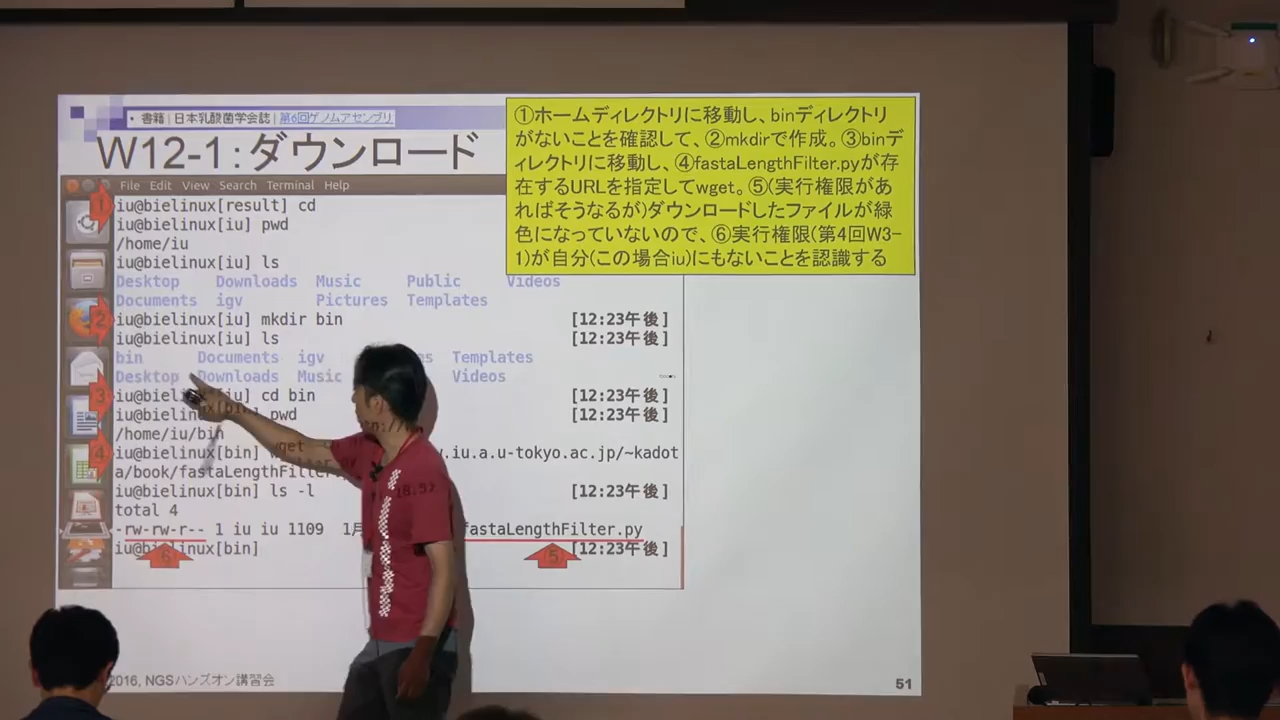 ・ 書籍 | 日本乳酸菌学会誌 | 第6回ゲノムアセンブリ
W12-1：ダウンロード
①ホームディレクトリに移動し、binディレクトリ
がないことを確認して、②mkdirで作成。③binデ
ィレクトリに移動し、④fastaLengthFilter.pyが存
在するURLを指定してwget。⑤(実行権限があ
ればそうなるが)ダウンロードしたファイルが緑
色になっていないので、⑥実行権限(第4回W3-
1)が自分(この場合iu)にもないことを認識する
File Edit View Search Terminal Help
1
iu@bielinux[result] cd
iu@bielinux[iu] pwd
/home/iu
iu@bielinux[iu] ls
Desktop Downloads Music Public Videos
Documents igv Pictures Templates
2
iu@bielinux[iu] mkdir bin [12:23午後]
iu@bielinux[iu] ls [12:23午後]
bin Documents igv Templates
Desktop Downloads Music Videos
3
[iu] cd bin [12:23午後]
pwd [12:23午後]
/home/iu/bin
4
iu@bielinux[bin] wget .iu.a.u-tokyo.ac.jp/~kadot
a/book/fastaLengthFilter
iu@bielinux[bin] ls -l [12:23午後]
total 4
-rw-rw-r-- 1 iu iu 1109 1月 18:52 fastaLengthFilter.py
iu@bielinux[bin] [12:23午後]
6 5
2016, NGSハンズオン講習会
51